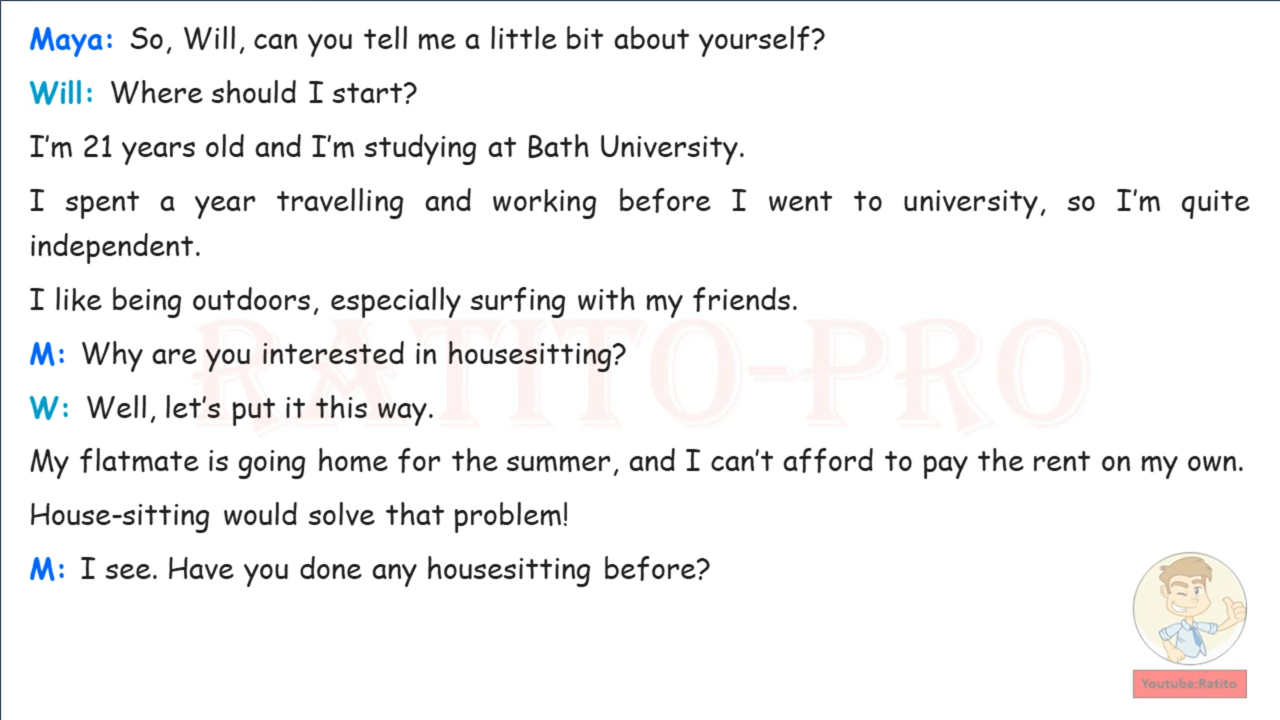 Maya: So, Will, can you tell me a little bit about yourself?
Will: Where should I start?
I'm 21 years old and I'm studying at Bath University.
I spent a year travelling and working before I went to university, so I'm quite
independent.
I like being outdoors, especially surfing with my friends.
M: Why are you interested in housesitting?
W: Well, let's put it this way.
My flatmate is going home for the summer, and I can't afford to pay the rent on my own.
House-sitting would solve that problem!
M: I see. Have you done any housesitting before?
RATITO-PRO
Youtube:Ratito